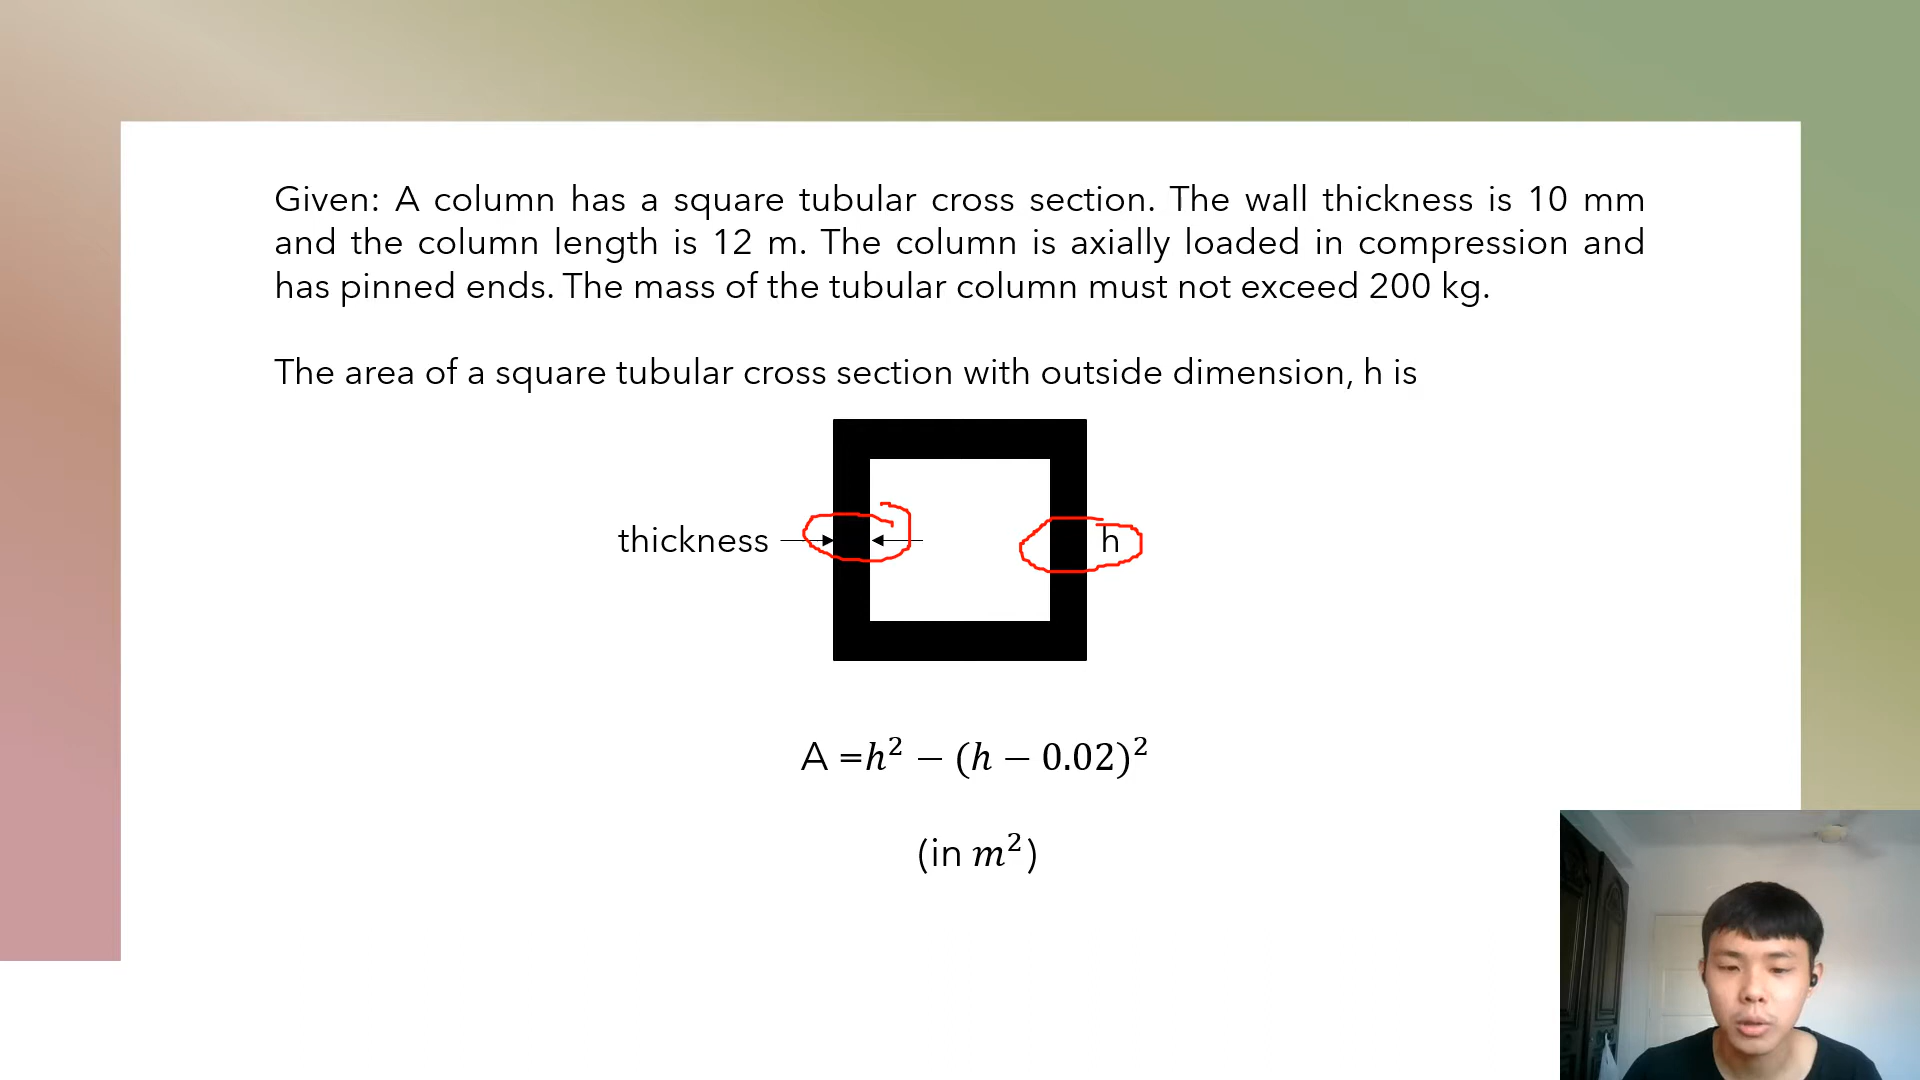 Given: A column has a square tubular cross section. The wall thickness is 10 mm
and the column length is 12 m. The column is axially loaded in compression and
has pinned ends. The mass of the tubular column must not exceed 200 kg.
The area of a square tubular cross section with outside dimension, h is
thickness h
A =h² − (h − 0.02)²
(in m²)